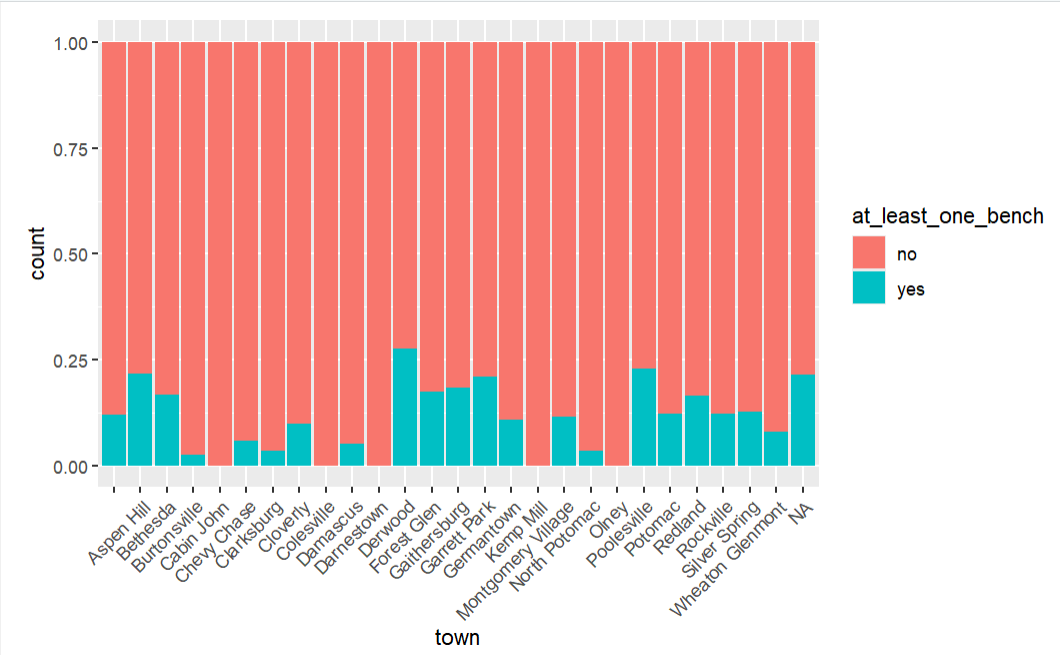 1.00
0.75
0.50
0.25
0.00
count
Aspen Hill
Bethesda
Burtonsville
Cabin John
Chevy Chase
Clarksburg
Cloverly
Colesville
Damascus
Darnestown
Derwood
Forest Glen
Gaithersburg
Garrett Park
Germantown
Kemp Mill
Montgomery Village
North Potomac
Olney
Poolesville
Potomac
Redland
Rockville
Silver Spring
Wheaton Glenmont
NA
town
at_least_one_bench
no
yes